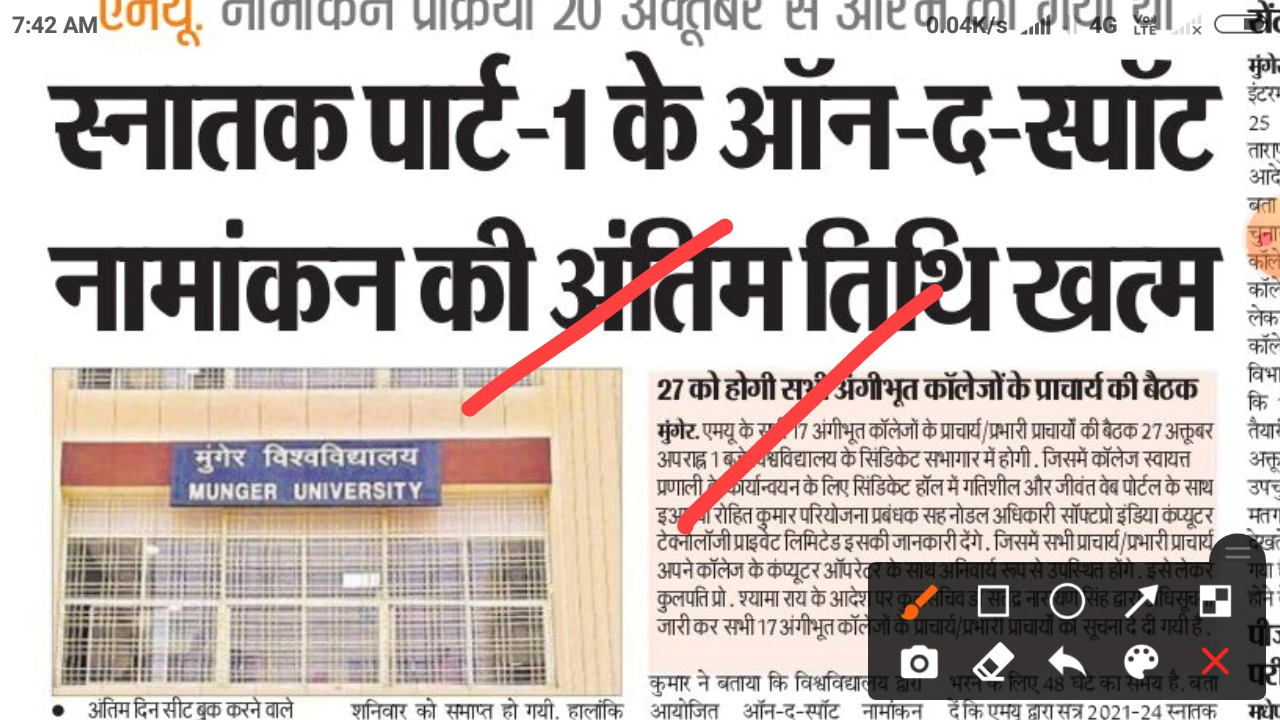 एमयू. नामांकन प्रक्रिया 20 अक्तूबर से आरंभ की गयी थी
7:42 AM
0.04K/s 4G
स्नातक पार्ट-1 के ऑन-द-स्पॉट
नामांकन की अंतिम तिथि खत्म
मुंगेर विश्वविद्यालय
MUNGER UNIVERSITY
27 को होगी सभी अंगीभूत कॉलेजों के प्राचार्य की बैठक
मुंगेर. एमयू के सभी 17 अंगीभूत कॉलेजों के प्राचार्य/प्रभारी प्राचार्यों की बैठक 27 अक्तूबर
अपराह्न 1 बजे विश्वविद्यालय के सिंडिकेट सभागार में होगी. जिसमें कॉलेज स्वायत्त
प्रणाली के कार्यान्वयन के लिए सिंडिकेट हॉल में गतिशील और जीवंत वेब पोर्टल के साथ
रोहित कुमार परियोजना प्रबंधक सह नोडल अधिकारी सॉफ्टप्रो इंडिया कंप्यूटर
टेक्नोलॉजी प्राइवेट लिमिटेड इसकी जानकारी देंगे. जिसमें सभी प्राचार्य/प्रभारी प्राचार्य
अपने कॉलेज के कंप्यूटर ऑपरेटर के साथ अनिवार्य रूप से उपस्थित होंगे. इसे लेकर
कुलपति प्रो. श्यामा राय के आदेश पर
जारी कर सभी 17 अंगीभूत कॉलेजों के प्राचार्य/प्रभारी प्राचार्यों को सूचना दे दी गयी है.
अंतिम दिन सीट बुक करने वाले
शनिवार को समाप्त हो गयी. हालांकि
कुमार ने बताया कि विश्वविद्यालय द्वारा
आयोजित ऑन-द-स्पॉट नामांकन
भरने के लिए 48 घंटे का समय है. बता
दें कि एमयू द्वारा सत्र 2021-24 स्नातक
मुंगेर
25
बता